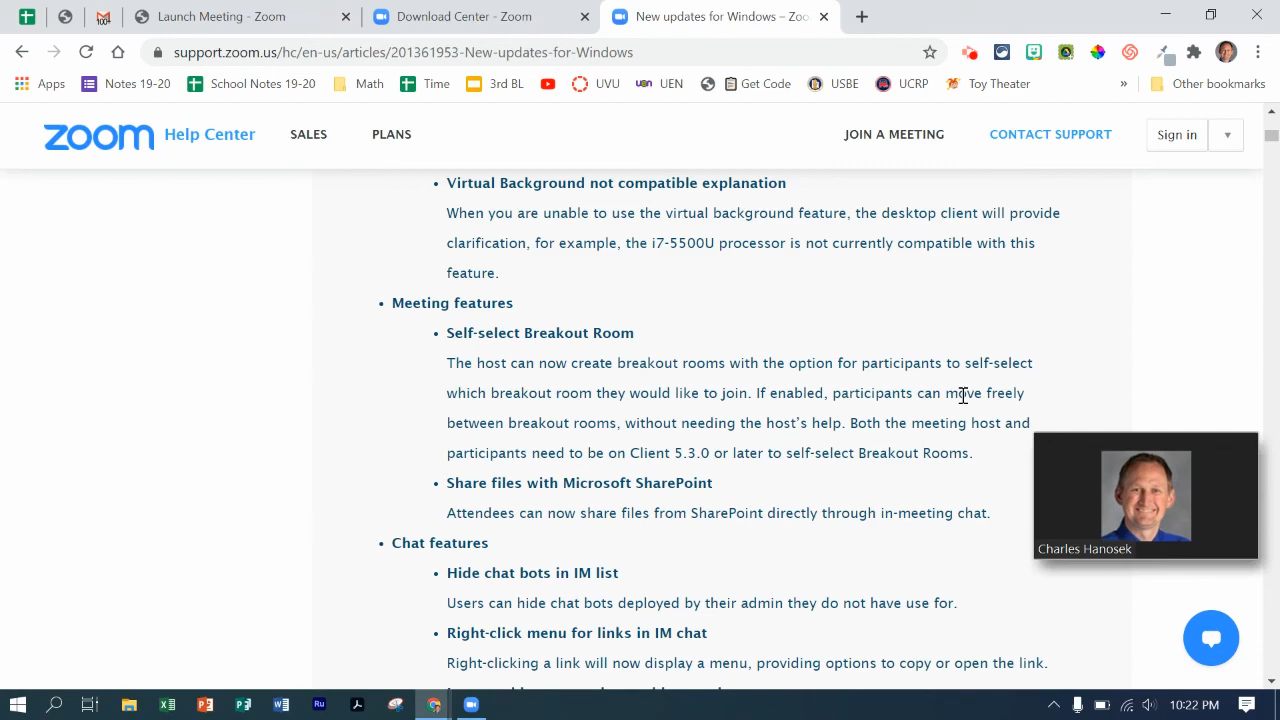 100+
Launch Meeting - Zoom
Download Center - Zoom
New updates for Windows – Zoo
support.zoom.us/hc/en-us/articles/201361953-New-updates-for-Windows
Apps
Notes 19-20
School Notes 19-20
Math
Time
3rd BL
UVU
uen UEN
Get Code
USBE
UCRP
Toy Theater
»
Other bookmarks
zoom Help Center
SALES
PLANS
JOIN A MEETING
CONTACT SUPPORT
Sign in
• Virtual Background not compatible explanation
When you are unable to use the virtual background feature, the desktop client will provide
clarification, for example, the i7-5500U processor is not currently compatible with this
feature.
• Meeting features
• Self-select Breakout Room
The host can now create breakout rooms with the option for participants to self-select
which breakout room they would like to join. If enabled, participants can move freely
between breakout rooms, without needing the host’s help. Both the meeting host and
participants need to be on Client 5.3.0 or later to self-select Breakout Rooms.
• Share files with Microsoft SharePoint
Attendees can now share files from SharePoint directly through in-meeting chat.
• Chat features
• Hide chat bots in IM list
Users can hide chat bots deployed by their admin they do not have use for.
• Right-click menu for links in IM chat
Right-clicking a link will now display a menu, providing options to copy or open the link.
Charles Hanosek
Ru
10:22 PM